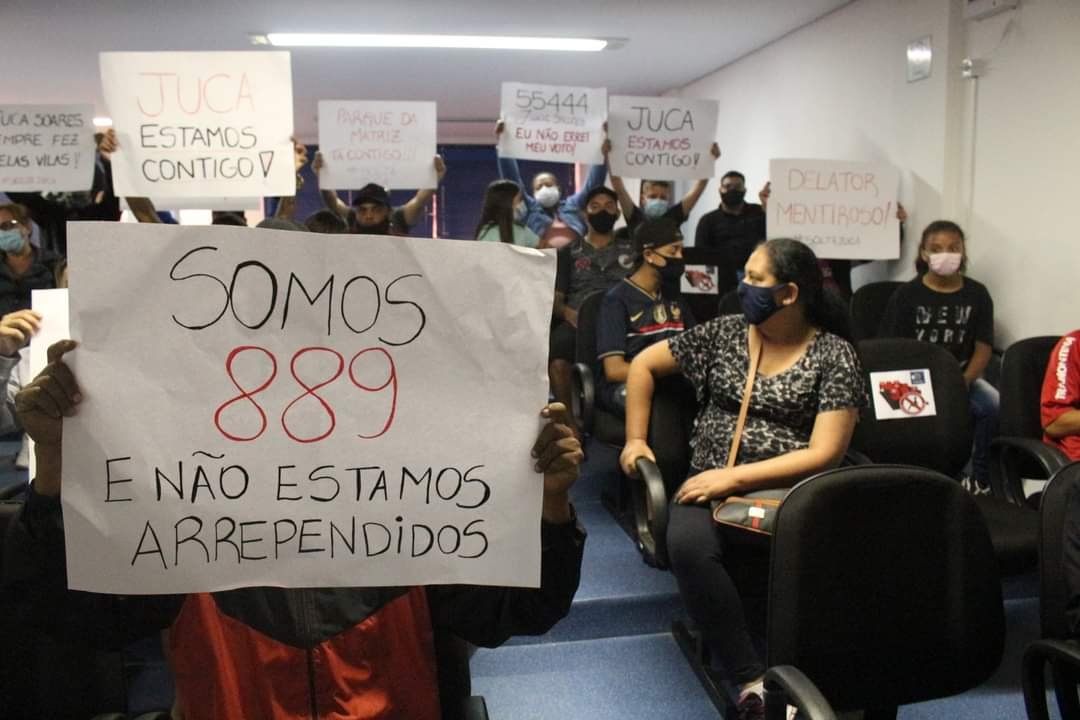 UCA SOARES
EMPRE FEZ
ELAS VILAS!
JUCA
ESTAMOS
CONTIGO!
PARQUE DA
MATRIZ
TÁ CONTIGO!!!
55444
EU NÃO ERREI
MEU VOTO!
JUCA
ESTAMOS
CONTIGO!
DELATOR
MENTIROSO!
SOMOS
889
E NÃO ESTAMOS
ARREPENDIDOS
NEW
YORK
TRAMONTINA